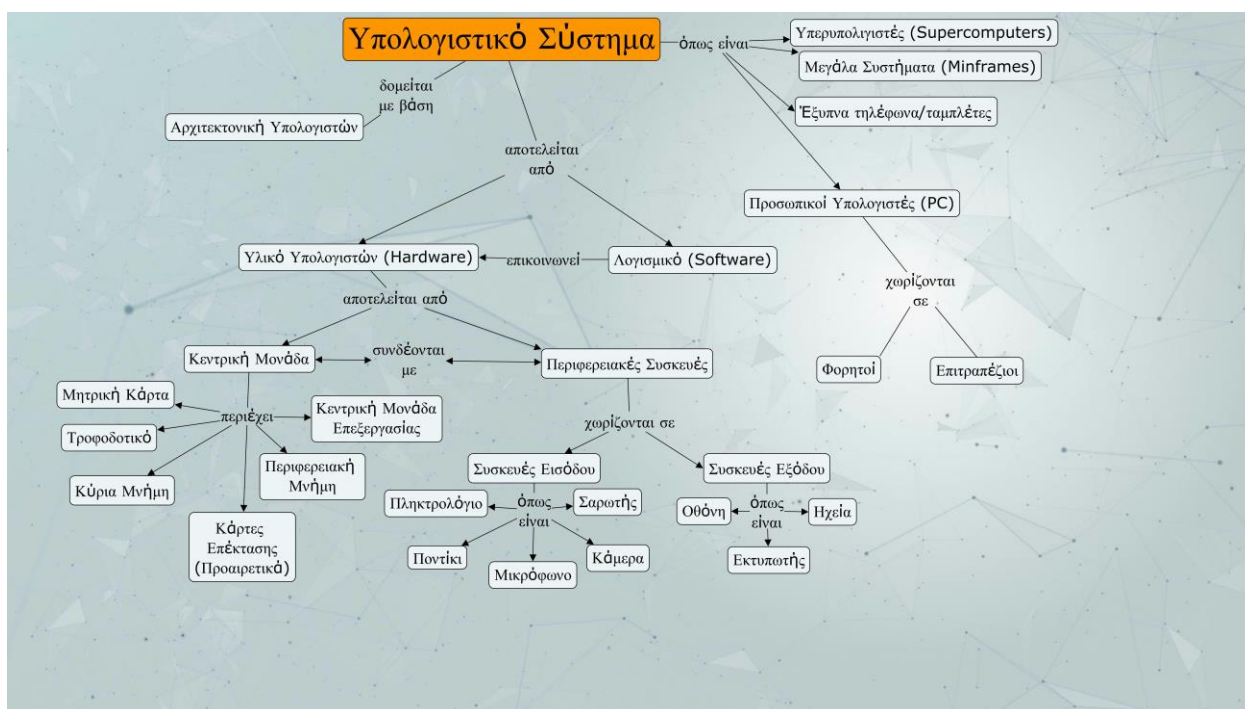 Υπολογιστικό Σύστημα
όπως είναι
Υπερυπολιγιστές (Supercomputers)
Μεγάλα Συστήματα (Minframes)
Έξυπνα τηλέφωνα/ταμπλέτες
δομείται
με βάση
Αρχιτεκτονική Υπολογιστών
αποτελείται
από
Προσωπικοί Υπολογιστές (PC)
Υλικό Υπολογιστών (Hardware)
επικοινωνεί
Λογισμικό (Software)
χωρίζονται
σε
αποτελείται από
Κεντρική Μονάδα
συνδέονται
με
Περιφερειακές Συσκευές
Φορητοί
Επιτραπέζιοι
Μητρική Κάρτα
περιέχει
Κεντρική Μονάδα
Επεξεργασίας
Τροφοδοτικό
χωρίζονται σε
Κύρια Μνήμη
Περιφερειακή
Μνήμη
Συσκευές Εισόδου
Συσκευές Εξόδου
Πληκτρολόγιο
όπως
είναι
Σαρωτής
Οθόνη
όπως
είναι
Ηχεία
Κάρτες
Επέκτασης
(Προαιρετικά)
Ποντίκι
Μικρόφωνο
Κάμερα
Εκτυπωτής